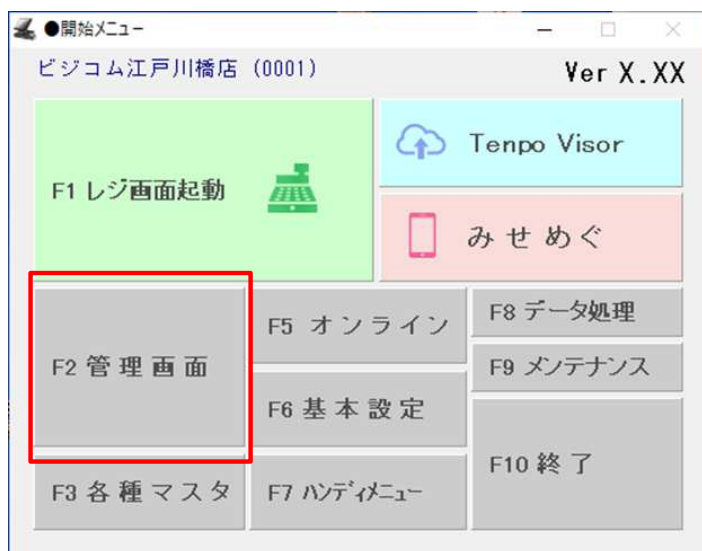 ●開始ﾒﾆｭｰ
ビジコム江戸川橋店 (0001)
Ver X.XX
F1 レジ画面起動
Tenpo Visor
みせめぐ
F2 管理画面
F5 オンライン
F8 データ処理
F9 メンテナンス
F6 基本設定
F10 終了
F3 各種マスタ
F7 ﾊﾝﾃﾞｨﾒﾆｭｰ